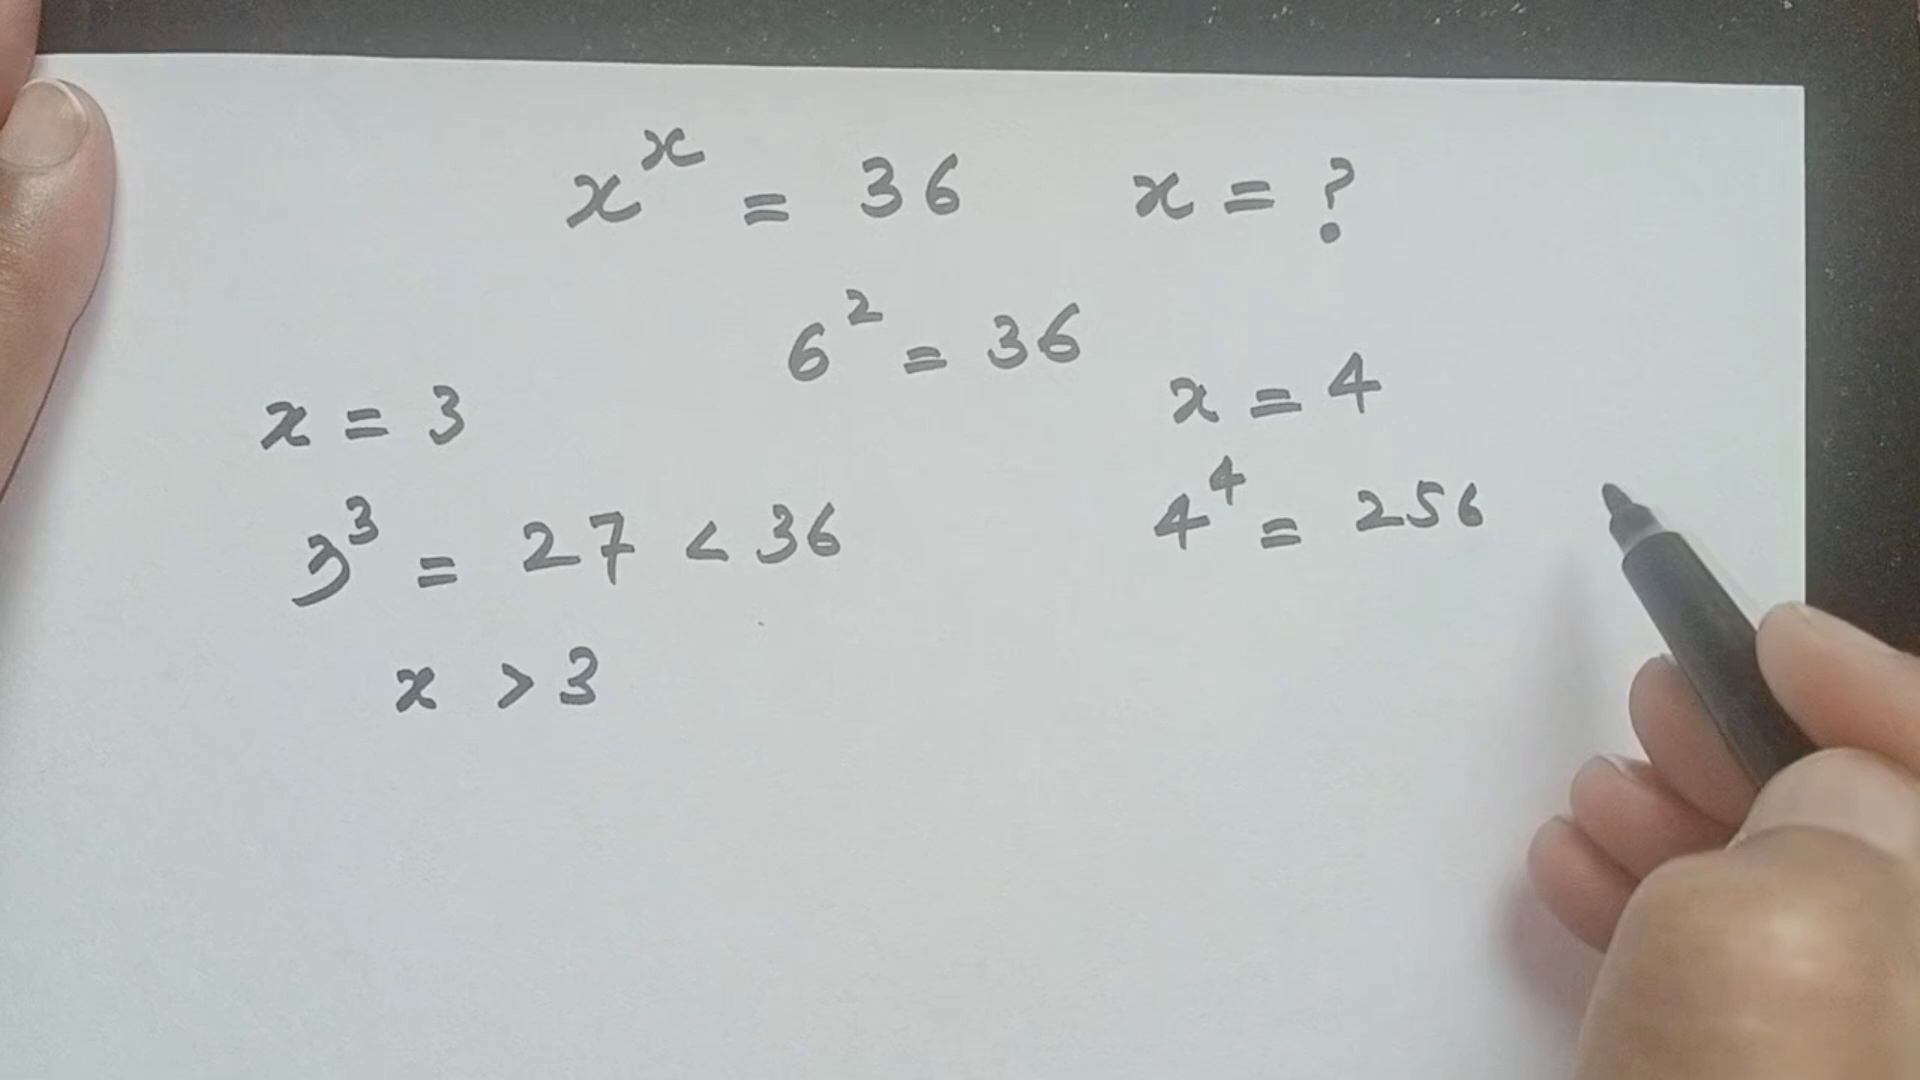 x^x = 36 x = ?
6^2 = 36
x = 3
3^3 = 27 < 36
x > 3
x = 4
4^4 = 256